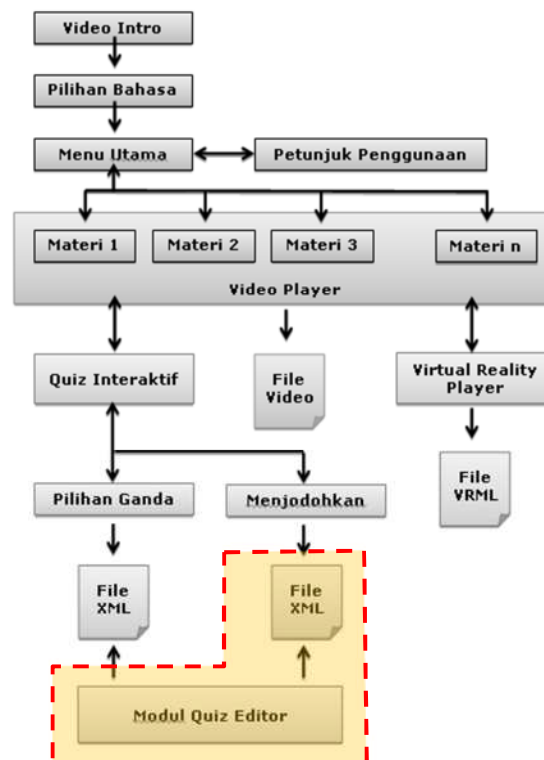 Video Intro
Pilihan Bahasa
Menu Utama
Petunjuk Penggunaan
Materi 1
Materi 2
Materi 3
Materi n
Video Player
Quiz Interaktif
File
Video
Virtual Reality
Player
File
VRML
Pilihan Ganda
Menjodohkan
File
XML
File
XML
Modul Quiz Editor